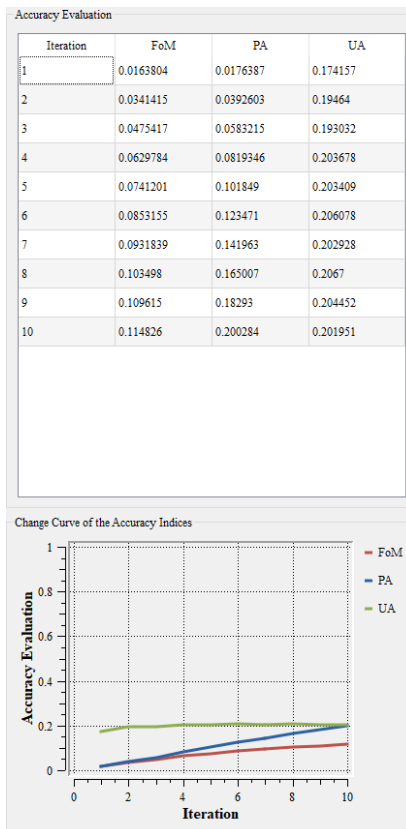 Accuracy Evaluation
Iteration FoM PA UA
1 0.0163804 0.0176387 0.174157
2 0.0341415 0.0392603 0.19464
3 0.0475417 0.0583215 0.193032
4 0.0629784 0.0819346 0.203678
5 0.0741201 0.101849 0.203409
6 0.0853155 0.123471 0.206078
7 0.0931839 0.141963 0.202928
8 0.103498 0.165007 0.2067
9 0.109615 0.18293 0.204452
10 0.114826 0.200284 0.201951
Change Curve of the Accuracy Indices
Accuracy Evaluation
1
0.8
0.6
0.4
0.2
0
0 2 4 6 8 10
Iteration
FoM
PA
UA